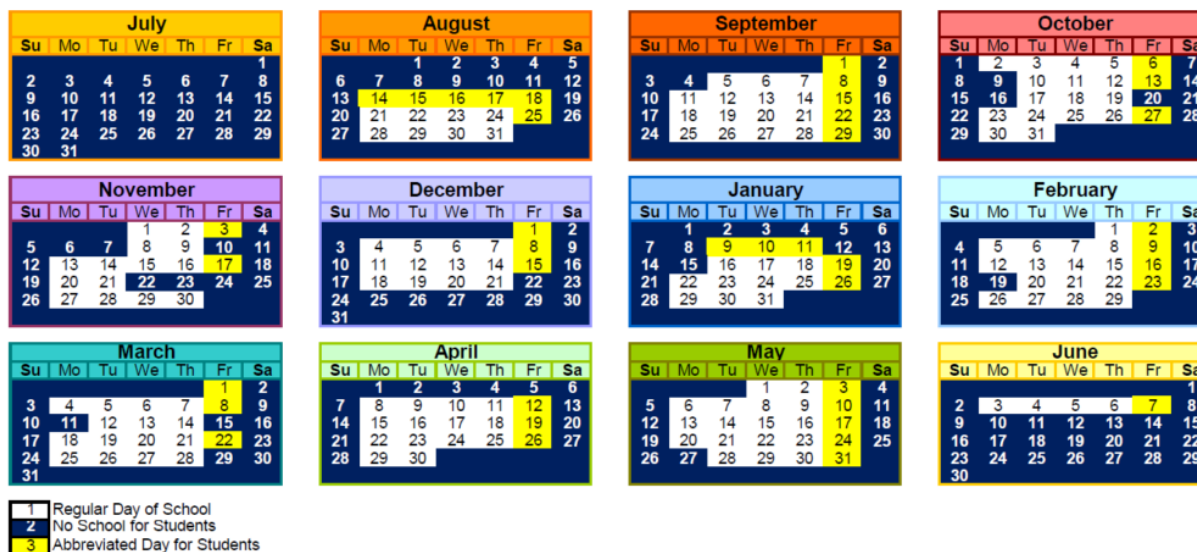 July
Su Mo Tu We Th Fr Sa
1
2 3 4 5 6 7 8
9 10 11 12 13 14 15
16 17 18 19 20 21 22
23 24 25 26 27 28 29
30 31
August
Su Mo Tu We Th Fr Sa
1 2 3 4 5
6 7 8 9 10 11 12
13 14 15 16 17 18 19
20 21 22 23 24 25 26
27 28 29 30 31
September
Su Mo Tu We Th Fr Sa
1 2
3 4 5 6 7 8 9
10 11 12 13 14 15 16
17 18 19 20 21 22 23
24 25 26 27 28 29 30
October
Su Mo Tu We Th Fr Sa
1 2 3 4 5 6 7
8 9 10 11 12 13 14
15 16 17 18 19 20 21
22 23 24 25 26 27 28
29 30 31
November
Su Mo Tu We Th Fr Sa
1 2 3 4
5 6 7 8 9 10 11
12 13 14 15 16 17 18
19 20 21 22 23 24 25
26 27 28 29 30
December
Su Mo Tu We Th Fr Sa
1 2
3 4 5 6 7 8 9
10 11 12 13 14 15 16
17 18 19 20 21 22 23
24 25 26 27 28 29 30
31
January
Su Mo Tu We Th Fr Sa
1 2 3 4 5 6
7 8 9 10 11 12 13
14 15 16 17 18 19 20
21 22 23 24 25 26 27
28 29 30 31
February
Su Mo Tu We Th Fr Sa
1 2 3
4 5 6 7 8 9 10
11 12 13 14 15 16 17
18 19 20 21 22 23 24
25 26 27 28 29
March
Su Mo Tu We Th Fr Sa
1 2
3 4 5 6 7 8 9
10 11 12 13 14 15 16
17 18 19 20 21 22 23
24 25 26 27 28 29 30
31
April
Su Mo Tu We Th Fr Sa
1 2 3 4 5 6
7 8 9 10 11 12 13
14 15 16 17 18 19 20
21 22 23 24 25 26 27
28 29 30
May
Su Mo Tu We Th Fr Sa
1 2 3 4
5 6 7 8 9 10 11
12 13 14 15 16 17 18
19 20 21 22 23 24 25
26 27 28 29 30 31
June
Su Mo Tu We Th Fr Sa
1
2 3 4 5 6 7 8
9 10 11 12 13 14 15
16 17 18 19 20 21 22
23 24 25 26 27 28 29
30
1 Regular Day of School
2 No School for Students
3 Abbreviated Day for Students